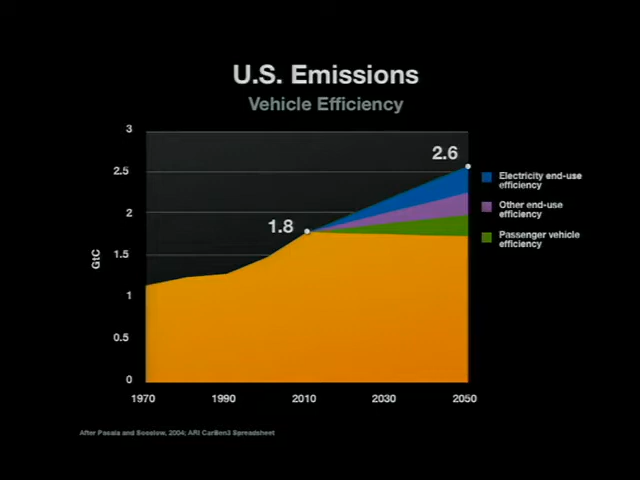 U.S. Emissions
Vehicle Efficiency
3
2.5
2
1.5
1
0.5
0
GtC
1.8
2.6
1970
1990
2010
2030
2050
Electricity end-use
efficiency
Other end-use
efficiency
Passenger vehicle
efficiency
After Pasala and Socolow, 2004; ARI CarBen3 Spreadsheet